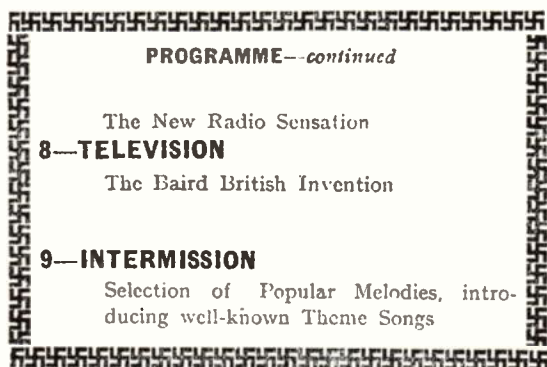 PROGRAMME—continued
The New Radio Sensation
8—TELEVISION
The Baird British Invention
9—INTERMISSION
Selection of Popular Melodies, intro-
ducing well-known Theme Songs